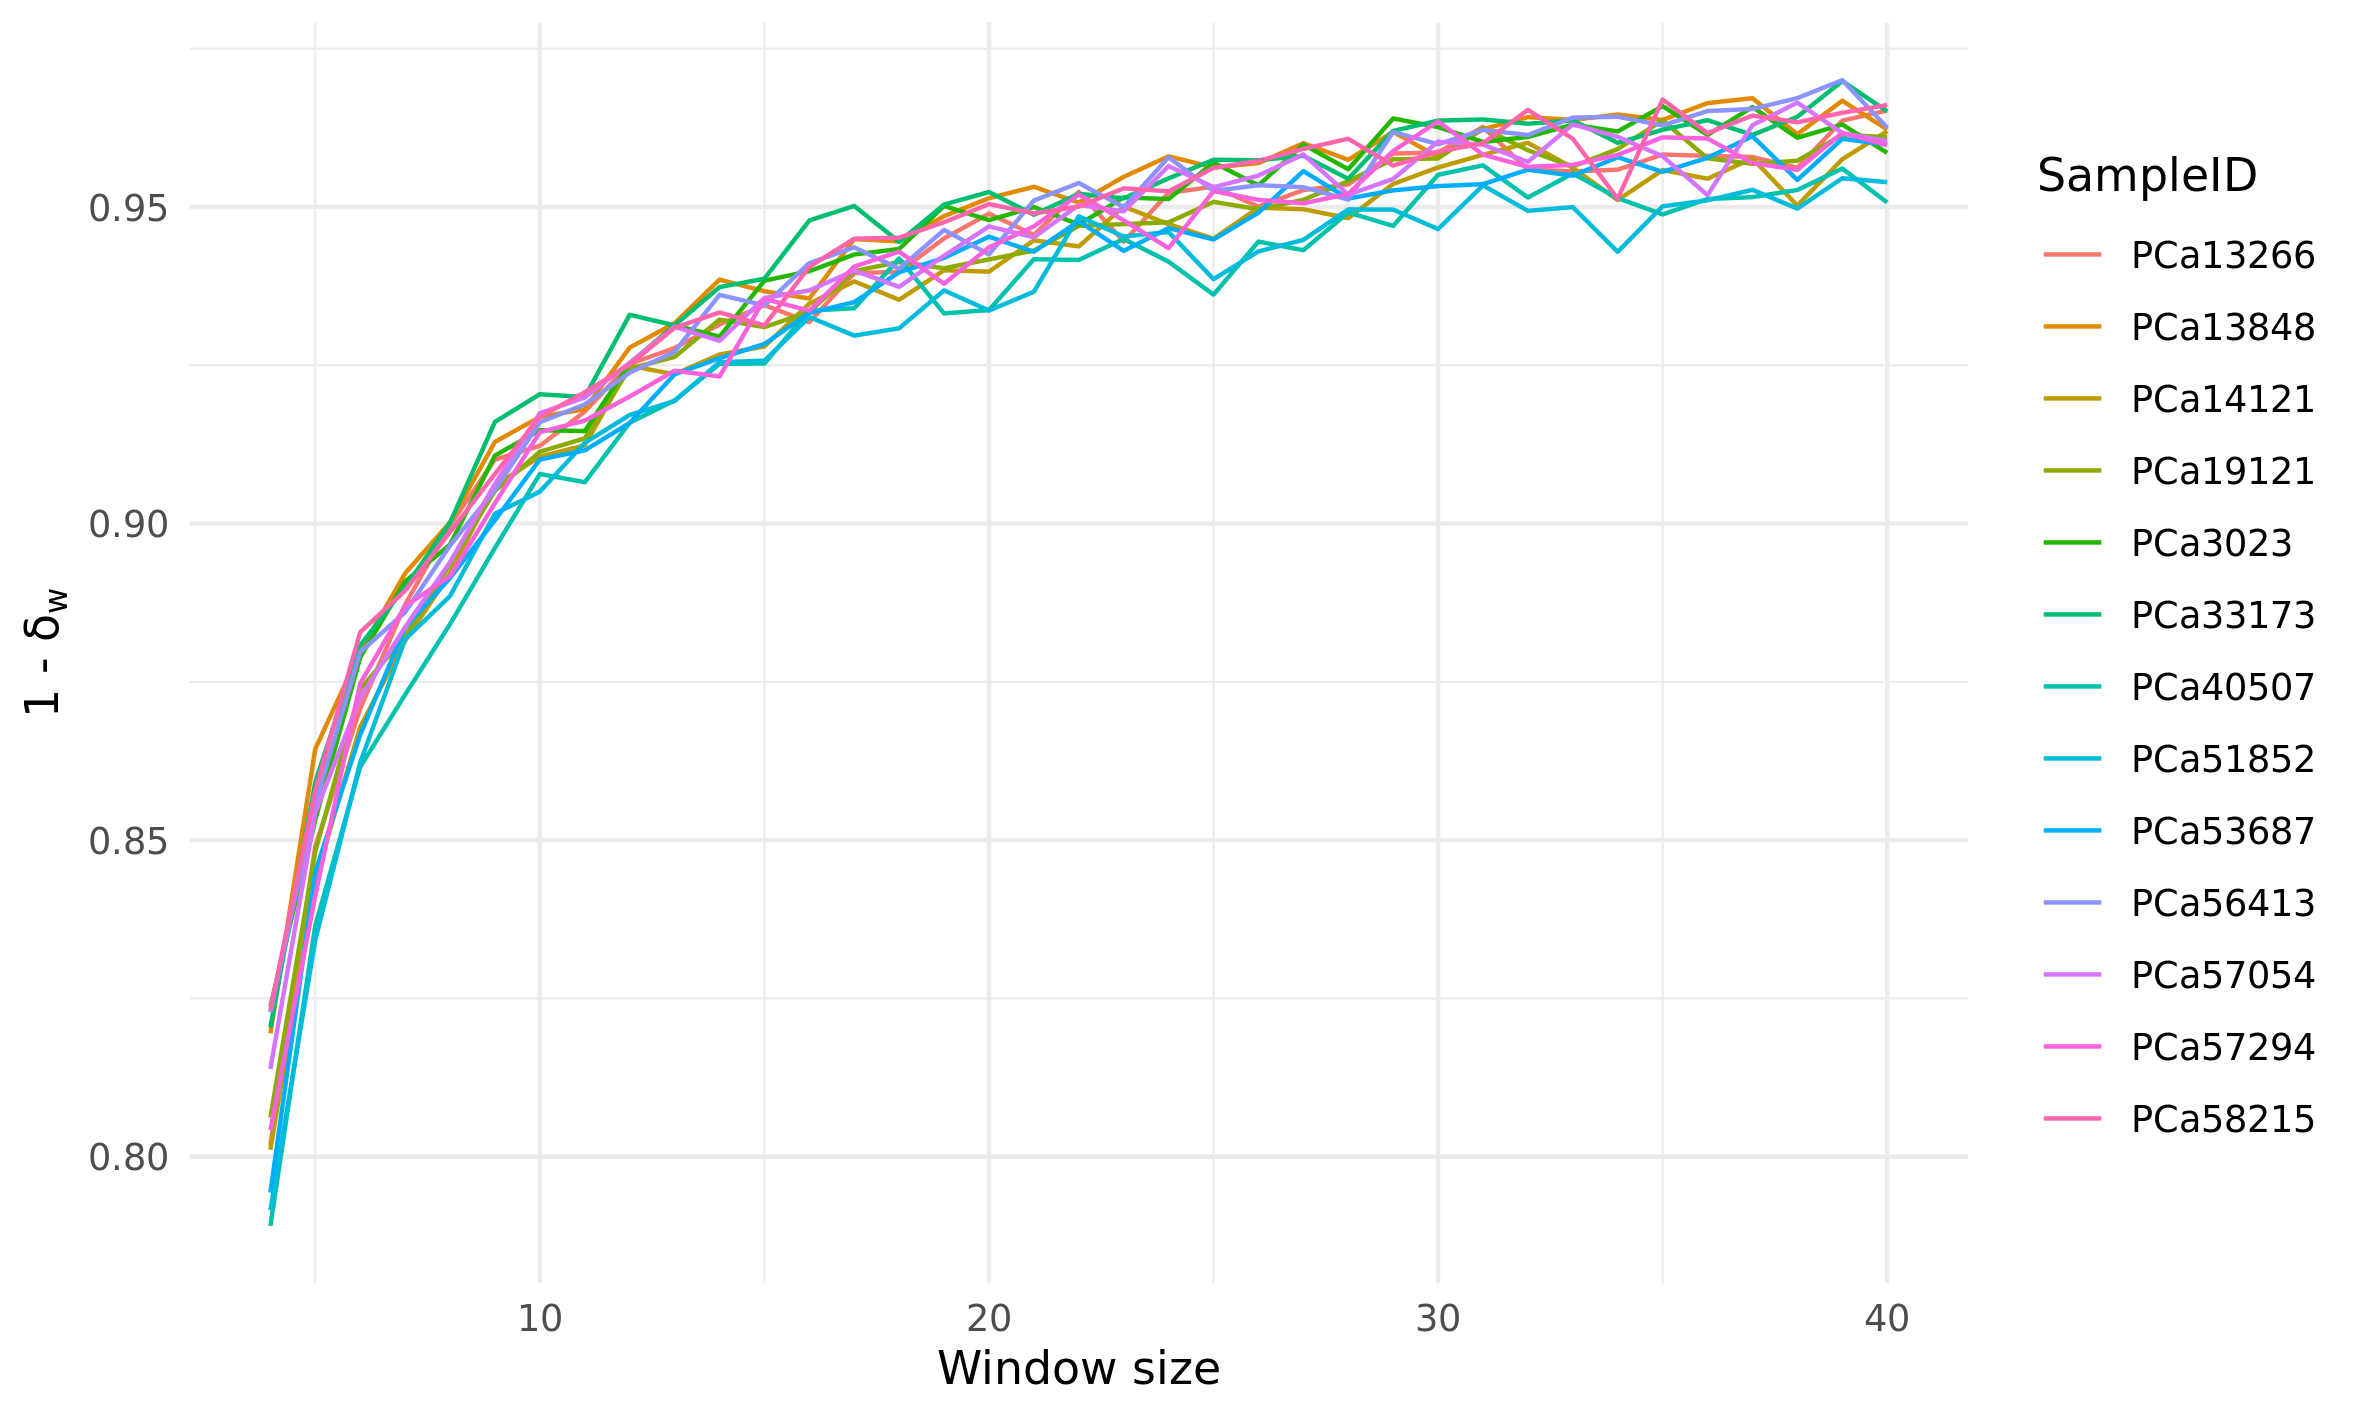 0.95
0.90
0.85
0.80
1 - δw
10 20 30 40
Window size
SampleID
PCa13266
PCa13848
PCa14121
PCa19121
PCa3023
PCa33173
PCa40507
PCa51852
PCa53687
PCa56413
PCa57054
PCa57294
PCa58215